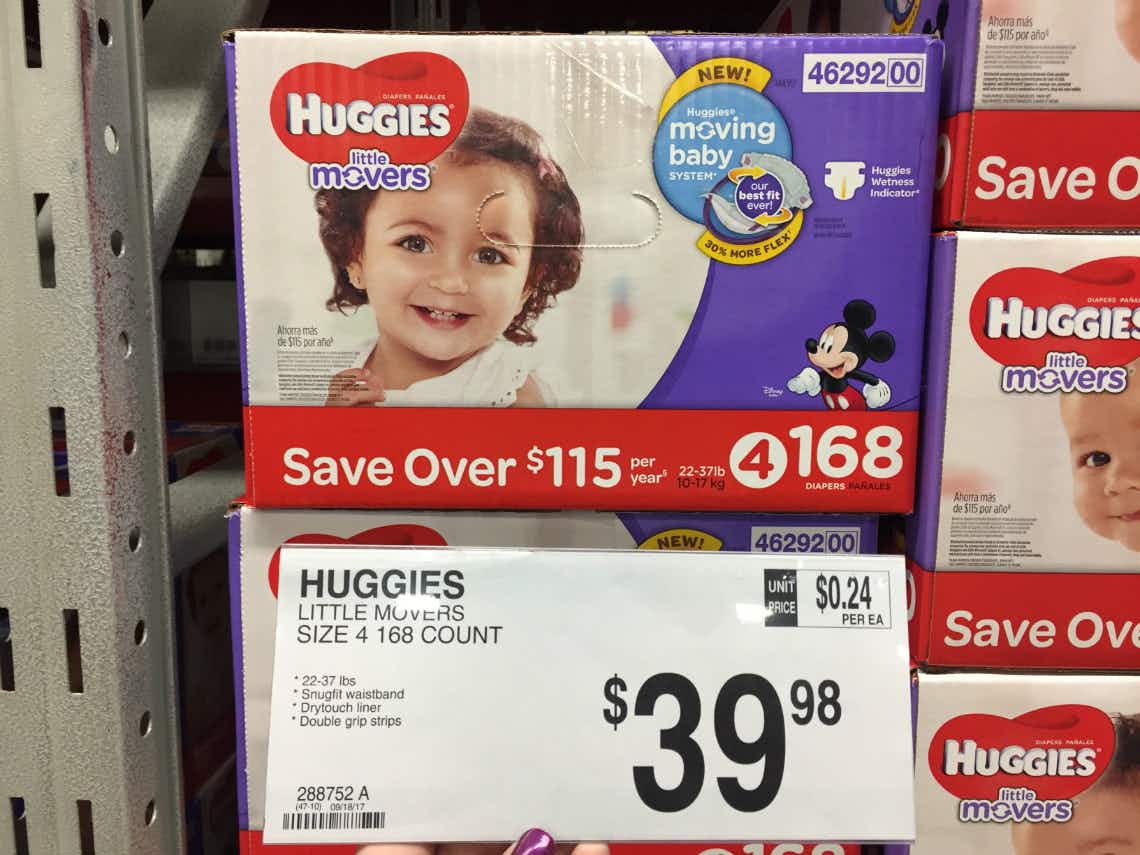 Ahorra más
de $115 por año§
Save O
HUGGIES®
DIAPERS PAÑALES
little
movers®
NEW!
Huggies®
moving
baby
SYSTEM*
our
best fit
ever!
30% MORE FLEX
46292 00
Huggies
Wetness
Indicator*
Disney
baby
Ahorra más
de $115 por año§
Save Over $115 per
year§
22-37lb
10-17 kg
4 168
DIAPERS PAÑALES
DIAPERS PAÑA
HUGGIES
little
movers®
Ahorra más
de $115 por año§
Save Ove
NEW!
46292 00
HUGGIES
LITTLE MOVERS
SIZE 4 168 COUNT
UNIT
PRICE
$0.24
PER EA
* 22-37 lbs
* Snugfit waistband
* Drytouch liner
* Double grip strips
$39 98
288752 A
(47-10) 09/18/17
DIAPERS PAÑALES
HUGGIES®
little
movers®
168